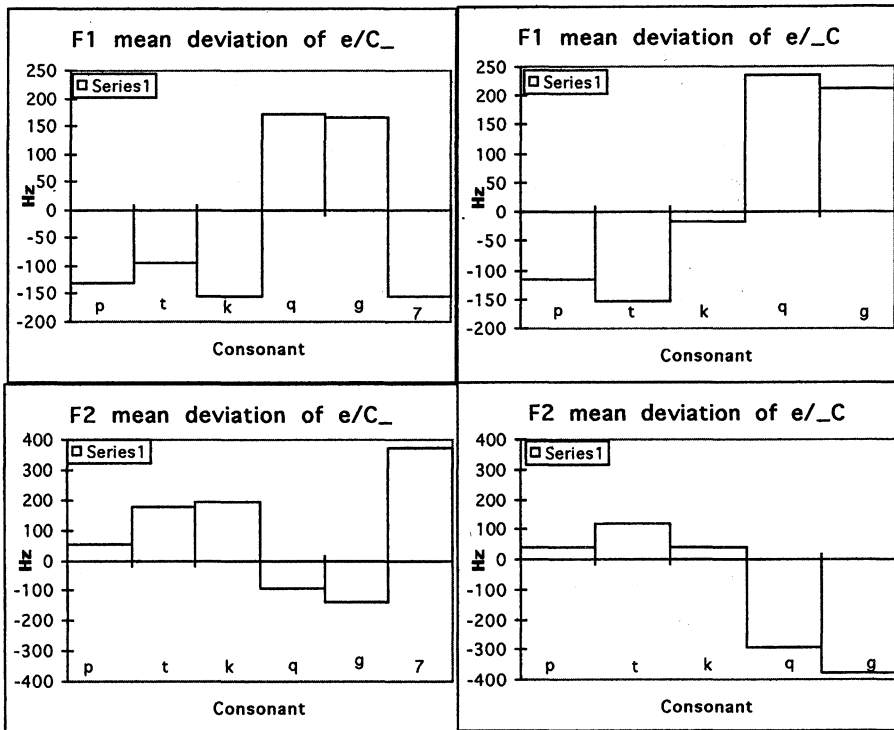 F1 mean deviation of e/C_
250
200
150
100
50
0
-50
-100
-150
-200
Hz
Series1
p t k q g 7
Consonant
F1 mean deviation of e/_C
250
200
150
100
50
0
-50
-100
-150
-200
Hz
Series1
p t k q g
Consonant
F2 mean deviation of e/C_
400
300
200
100
0
-100
-200
-300
-400
Hz
Series1
p t k q g 7
Consonant
F2 mean deviation of e/_C
400
300
200
100
0
-100
-200
-300
-400
Hz
Series1
p t k q g
Consonant